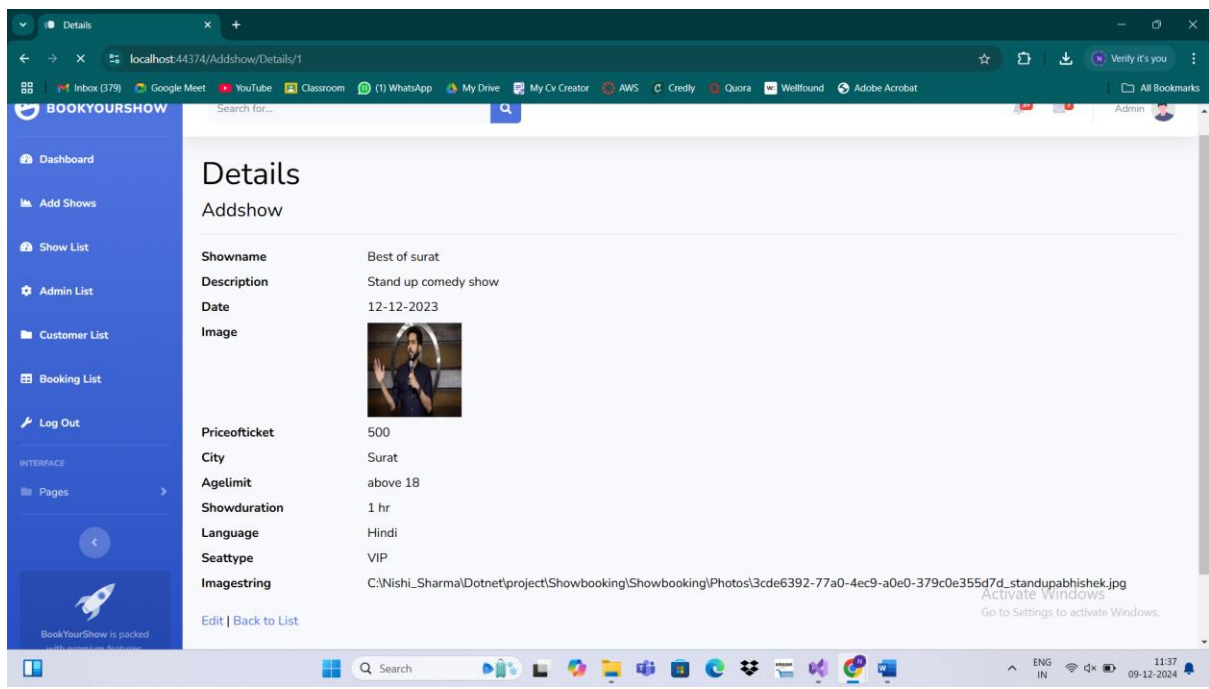 Details
localhost:44374/Addshow/Details/1
Verify it's you
Inbox (379) Google Meet YouTube Classroom (1) WhatsApp My Drive My Cv Creator AWS Credly Quora Wellfound Adobe Acrobat All Bookmarks
BOOKYOURSHOW
Search for...
Admin
Dashboard
Add Shows
Show List
Admin List
Customer List
Booking List
Log Out
INTERFACE
Pages
BookYourShow is packed
with premium features
Details
Addshow
Showname Best of surat
Description Stand up comedy show
Date 12-12-2023
Image
Priceofticket 500
City Surat
Agelimit above 18
Showduration 1 hr
Language Hindi
Seattype VIP
Imagestring C:\Nishi_Sharma\Dotnet\project\Showbooking\Showbooking\Photos\3cde6392-77a0-4ec9-a0e0-379c0e355d7d_standupabhishek.jpg
Edit | Back to List
Activate Windows
Go to Settings to activate Windows.
Search
ENG
IN
11:37
09-12-2024